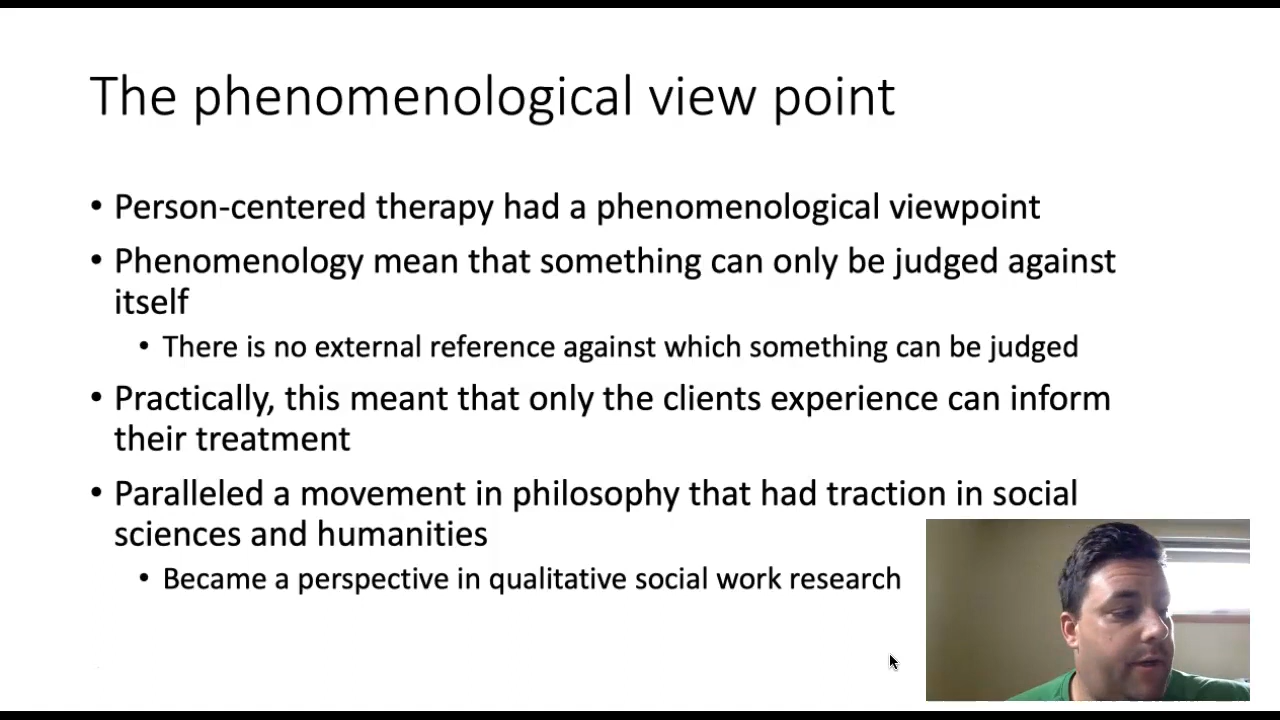 The phenomenological view point
• Person-centered therapy had a phenomenological viewpoint
• Phenomenology mean that something can only be judged against
itself
• There is no external reference against which something can be judged
• Practically, this meant that only the clients experience can inform
their treatment
• Paralleled a movement in philosophy that had traction in social
sciences and humanities
• Became a perspective in qualitative social work research